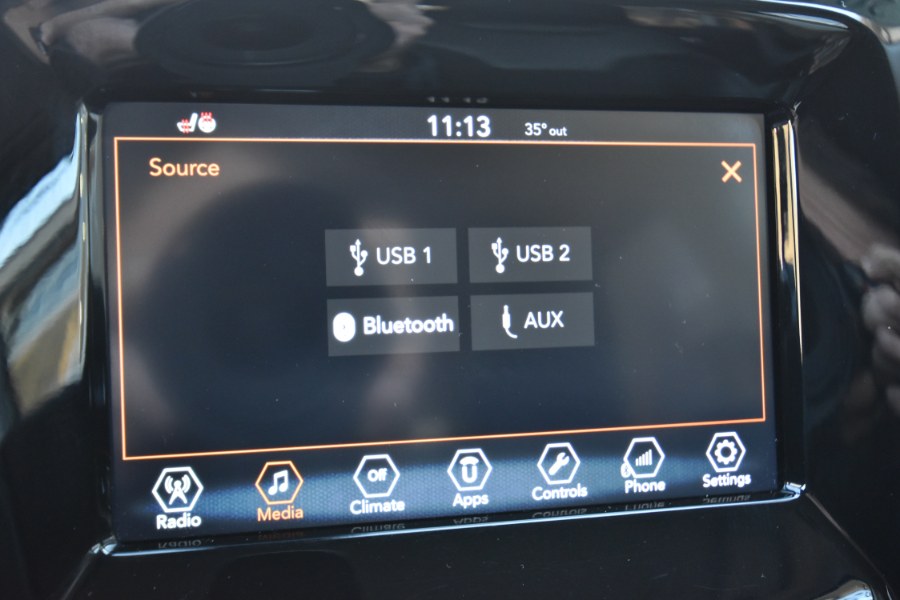 11:13 35° out
Source
USB 1 USB 2
Bluetooth AUX
Off
Radio Media Climate Apps Controls Phone Settings